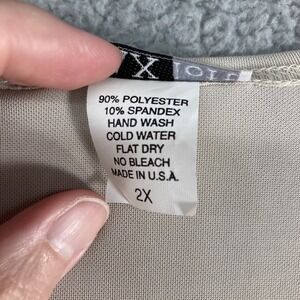 90% POLYESTER
10% SPANDEX
HAND WASH
COLD WATER
FLAT DRY
NO BLEACH
MADE IN U.S.A.
2X